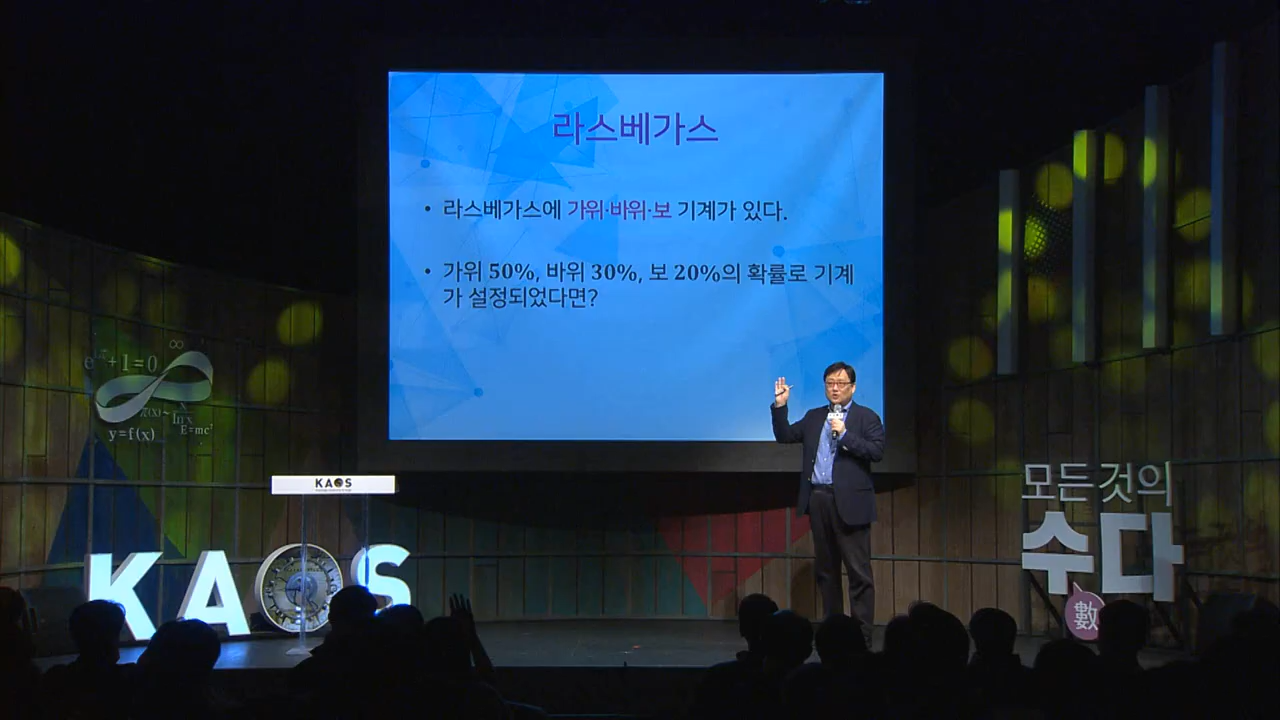 라스베가스
• 라스베가스에 가위·바위·보 기계가 있다.
• 가위 50%, 바위 30%, 보 20%의 확률로 기계
가 설정되었다면?
∞
+1=0
π(x)~
x
ln x
E=mc²
y=f(x)
KAOS
KAOS
모든것의
수다
數